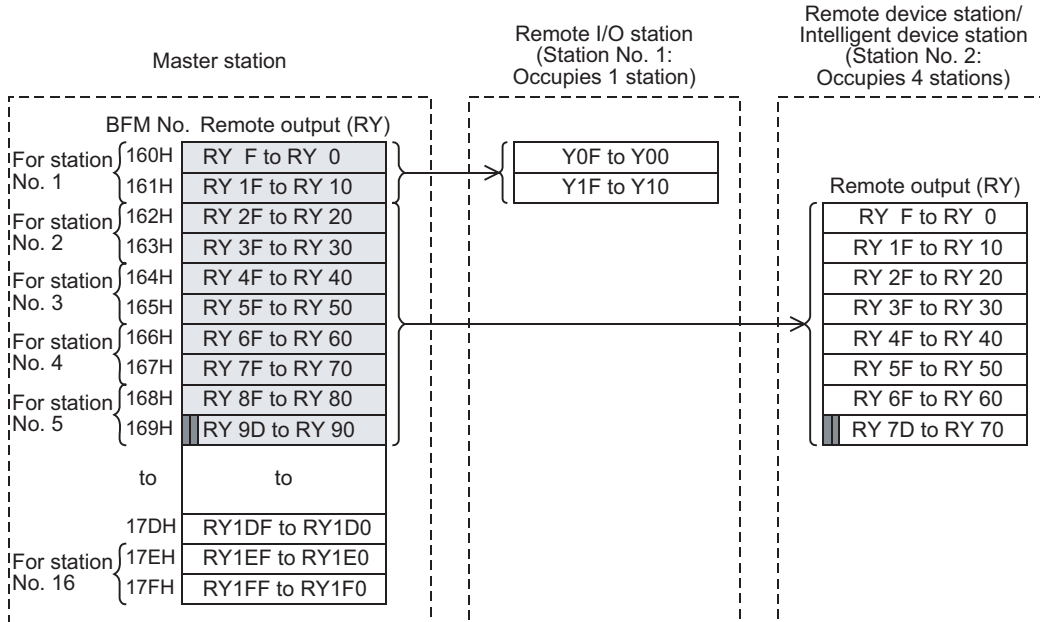 Master station
Remote I/O station
(Station No. 1:
Occupies 1 station)
Remote device station/
Intelligent device station
(Station No. 2:
Occupies 4 stations)
BFM No. Remote output (RY)
For station
No. 1
160H RY F to RY 0
161H RY 1F to RY 10
For station
No. 2
162H RY 2F to RY 20
163H RY 3F to RY 30
For station
No. 3
164H RY 4F to RY 40
165H RY 5F to RY 50
For station
No. 4
166H RY 6F to RY 60
167H RY 7F to RY 70
For station
No. 5
168H RY 8F to RY 80
169H RY 9D to RY 90
to to
17DH RY1DF to RY1D0
For station
No. 16
17EH RY1EF to RY1E0
17FH RY1FF to RY1F0
Y0F to Y00
Y1F to Y10
Remote output (RY)
RY F to RY 0
RY 1F to RY 10
RY 2F to RY 20
RY 3F to RY 30
RY 4F to RY 40
RY 5F to RY 50
RY 6F to RY 60
RY 7D to RY 70